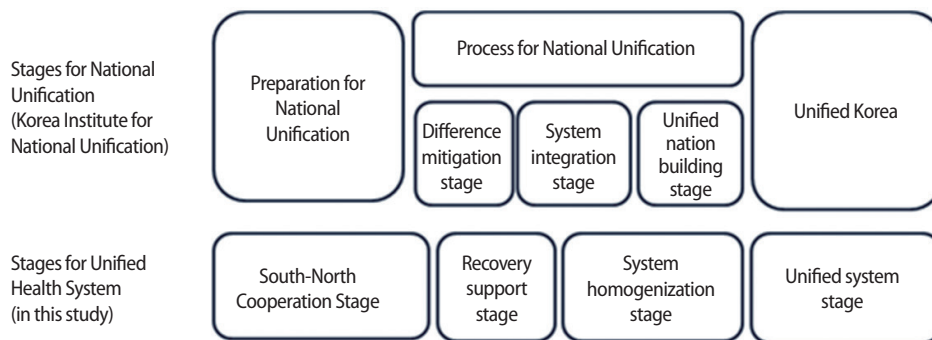 Stages for National
Unification
(Korea Institute for
National Unification)
Preparation for
National
Unification
Process for National Unification
Difference
mitigation
stage
System
integration
stage
Unified
nation
building
stage
Unified Korea
Stages for Unified
Health System
(in this study)
South-North
Cooperation Stage
Recovery
support
stage
System
homogenization
stage
Unified system
stage